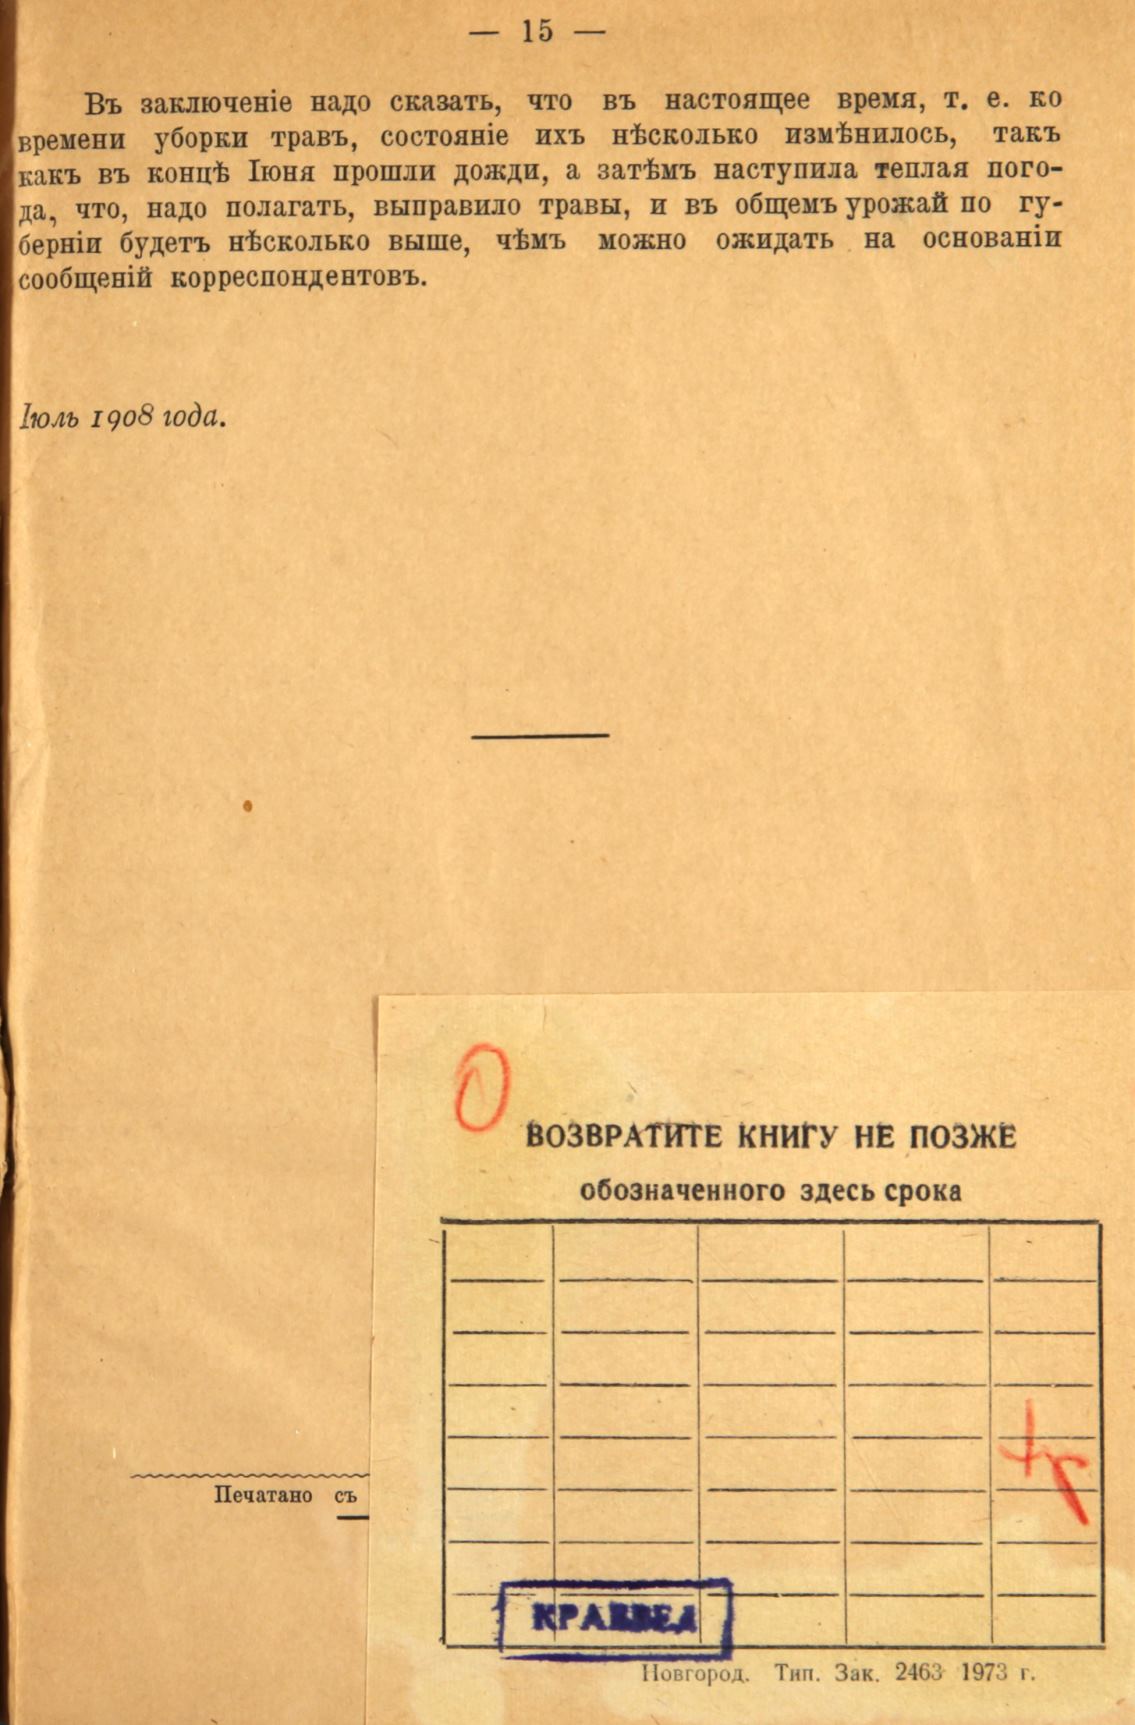 — 15 —
Въ заключеніе надо сказать, что въ настоящее время, т. е. ко
времени уборки травъ, состояніе ихъ нѣсколько измѣнилось, такъ
какъ въ концѣ Іюня прошли дожди, а затѣмъ наступила теплая пого-
да, что, надо полагать, выправило травы, и въ общемъ урожай по гу-
берніи будетъ нѣсколько выше, чѣмъ можно ожидать на основаніи
сообщеній корреспондентовъ.
Іюль 1908 года.
Печатано съ
0
ВОЗВРАТИТЕ КНИГУ НЕ ПОЗЖЕ
обозначенного здесь срока
КРАЕВЕД
Новгород. Тип. Зак. 2463 1973 г.